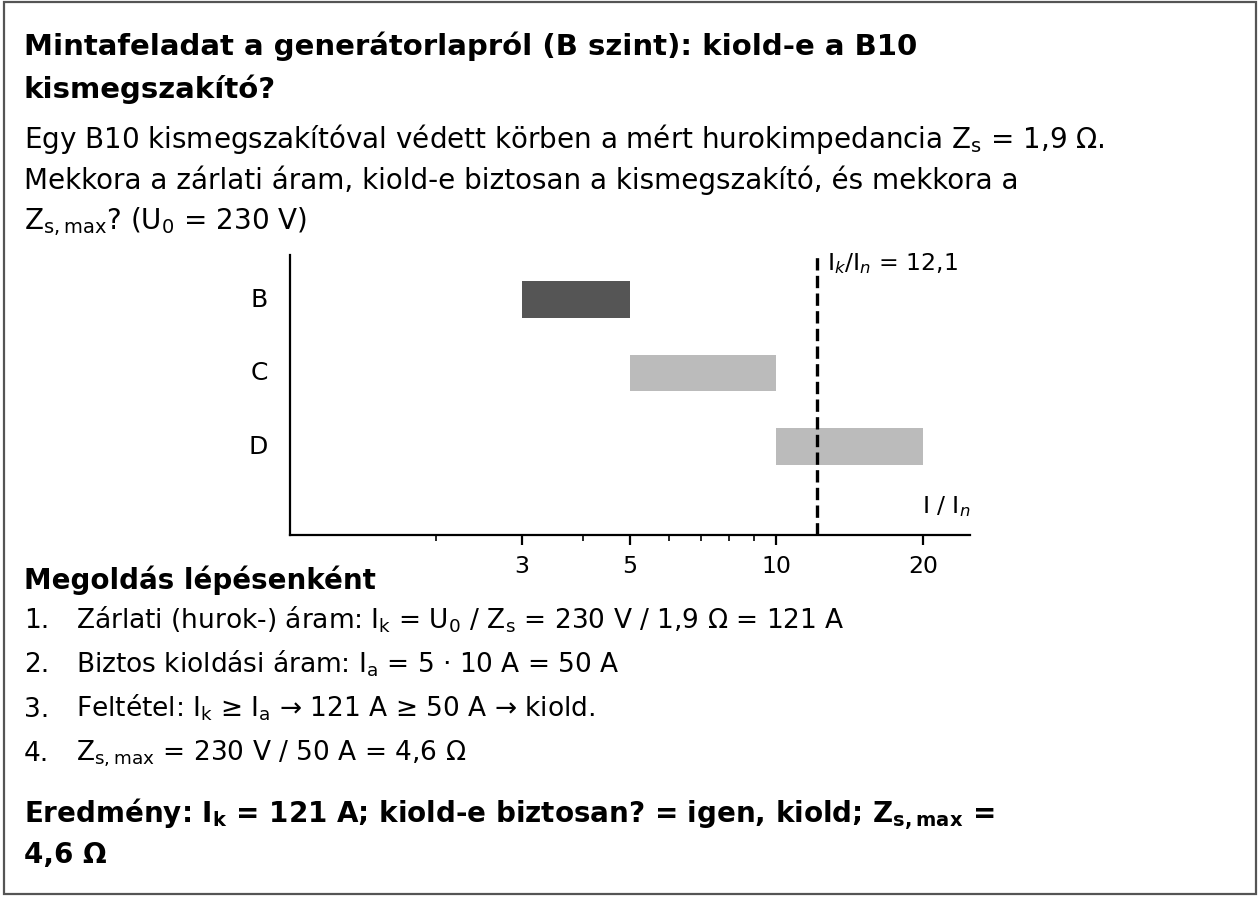 Mintafeladat a generátorlapról (B szint): kiold-e a B10
kismegszakító?
Egy B10 kismegszakítóval védett körben a mért hurokimpedancia Zₛ = 1,9 Ω.
Mekkora a zárlati áram, kiold-e biztosan a kismegszakító, és mekkora a
Zs,max? (U₀ = 230 V)
Ik/In = 12,1
B
C
D
I / In
3 5 10 20
Megoldás lépésenként
1. Zárlati (hurok-) áram: Ik = U₀ / Zs = 230 V / 1,9 Ω = 121 A
2. Biztos kioldási áram: Ia = 5 · 10 A = 50 A
3. Feltétel: Ik ≥ Ia → 121 A ≥ 50 A → kiold.
4. Zs,max = 230 V / 50 A = 4,6 Ω
Eredmény: Ik = 121 A; kiold-e biztosan? = igen, kiold; Zs,max =
4,6 Ω